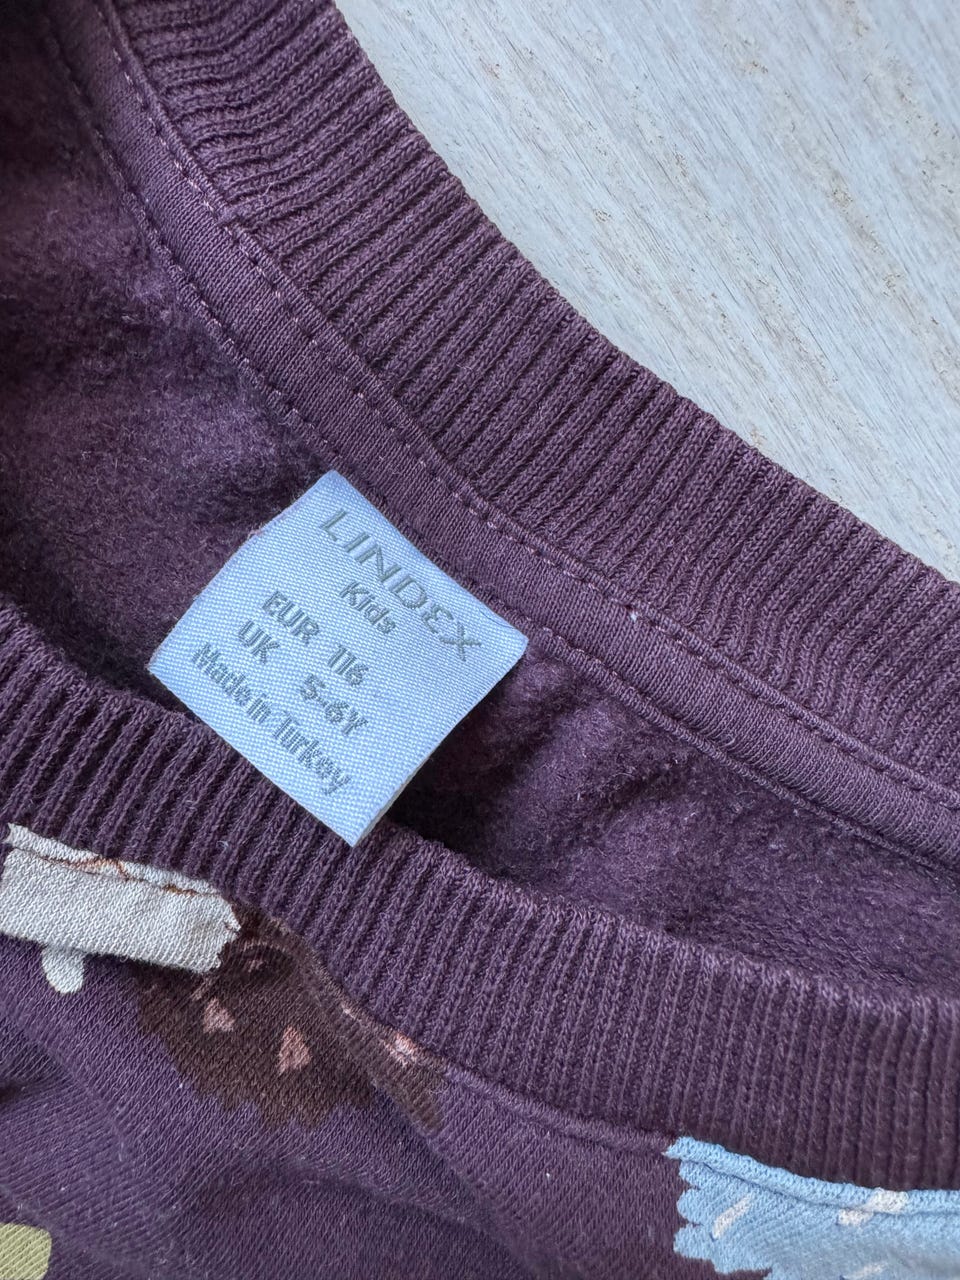 LINDEX
Kids
EUR 116
UK 5-6Y
Made in Turkey